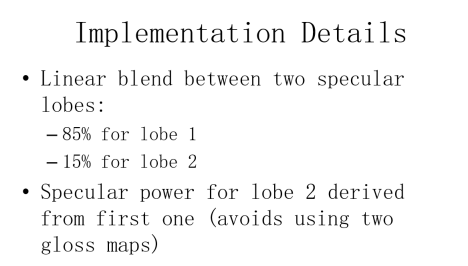 Implementation Details
• Linear blend between two specular
lobes:
– 85% for lobe 1
– 15% for lobe 2
• Specular power for lobe 2 derived
from first one (avoids using two
gloss maps)